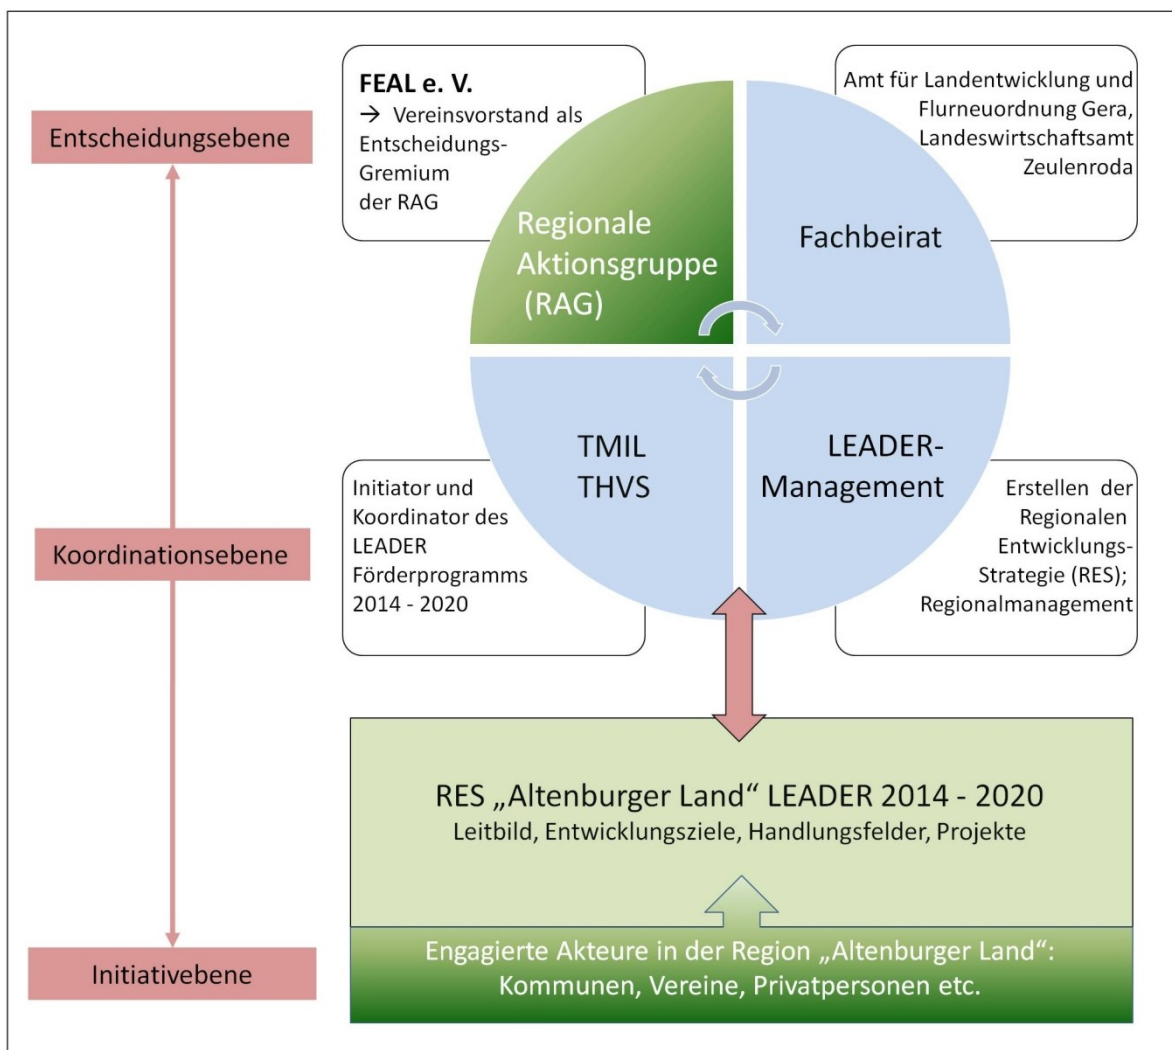 Entscheidungsebene
FEAL e. V.
→ Vereinsvorstand als
Entscheidungs-
Gremium
der RAG
Regionale
Aktionsgruppe
(RAG)
Amt für Landentwicklung und
Flurneuordnung Gera,
Landeswirtschaftsamt
Zeulenroda
Fachbeirat
Koordinationsebene
Initiator und
Koordinator des
LEADER
Förderprogramms
2014 - 2020
TMIL
THVS
LEADER-
Management
Erstellen der
Regionalen
Entwicklungs-
Strategie (RES);
Regionalmanagement
RES „Altenburger Land“ LEADER 2014 - 2020
Leitbild, Entwicklungsziele, Handlungsfelder, Projekte
Initiativebene
Engagierte Akteure in der Region „Altenburger Land“:
Kommunen, Vereine, Privatpersonen etc.